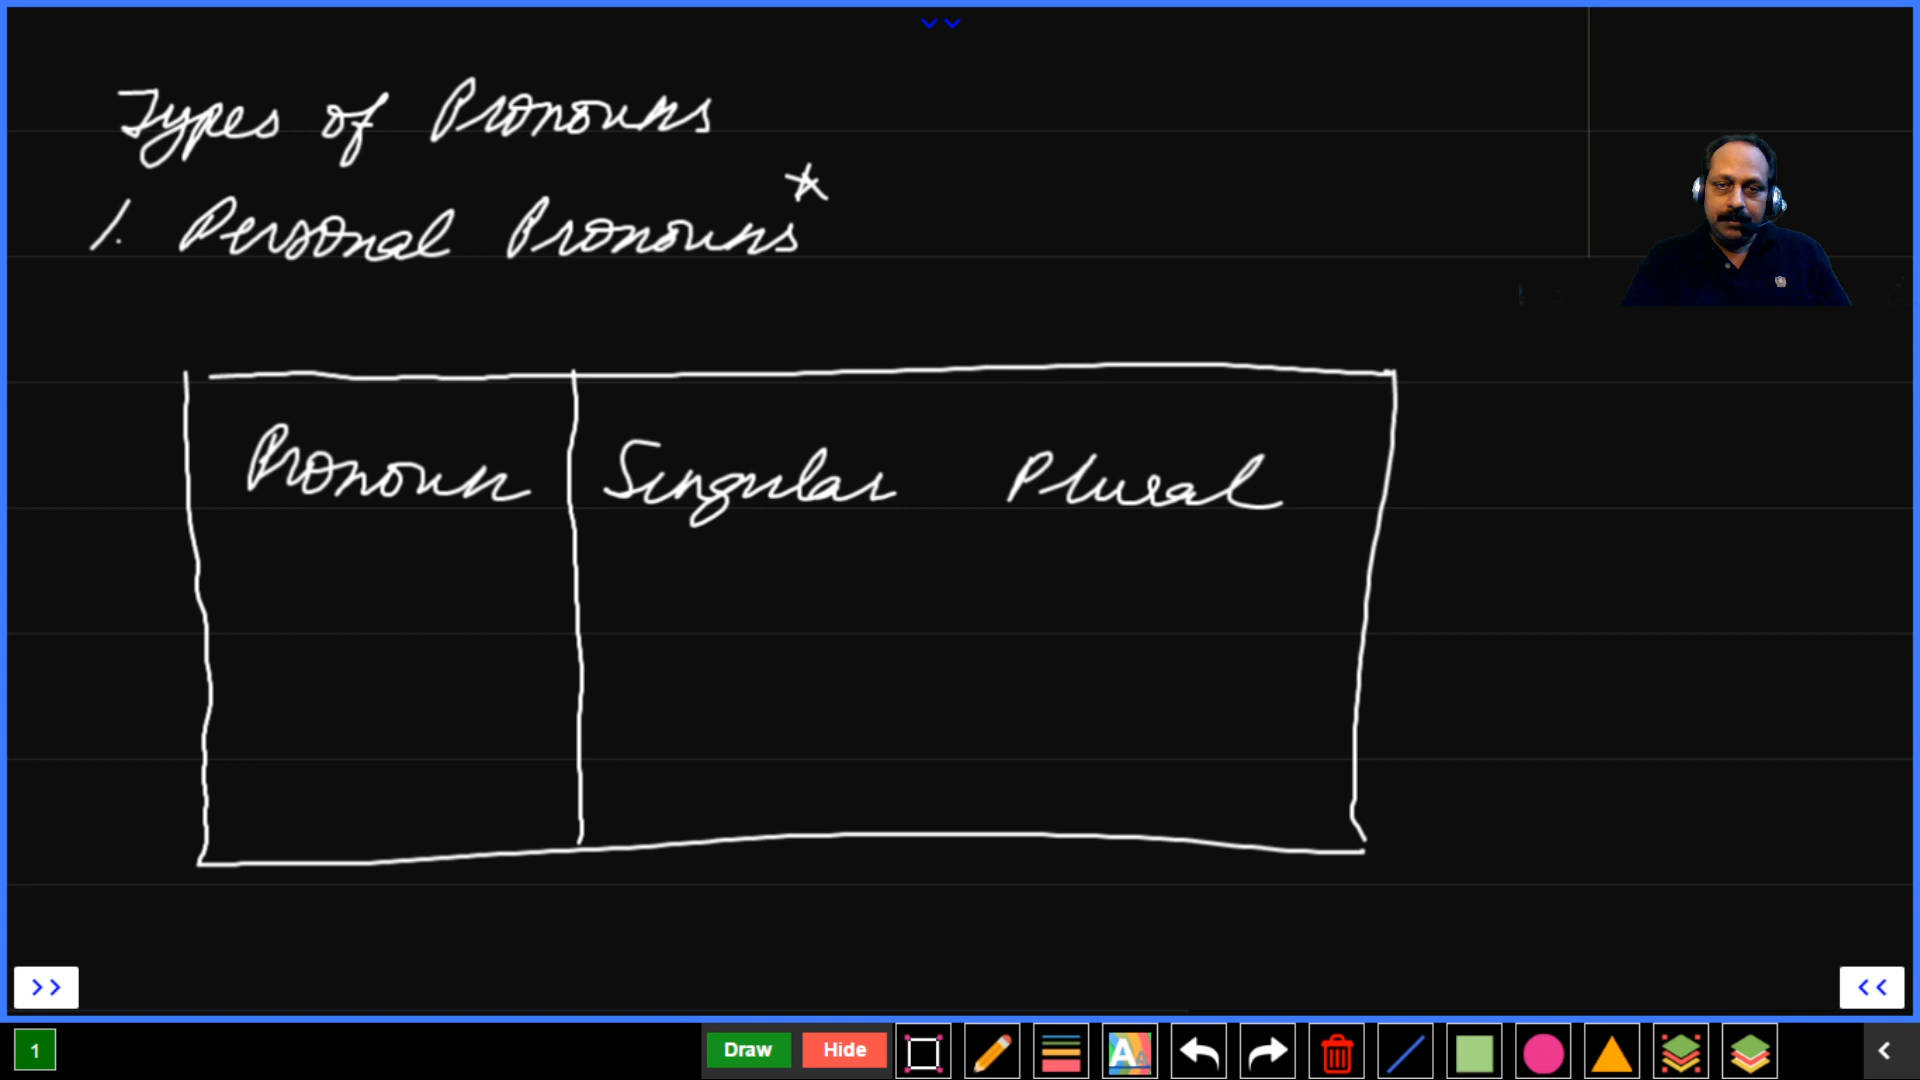 Types of Pronouns
1. Personal Pronouns*
Pronoun Singular Plural
1 Draw Hide